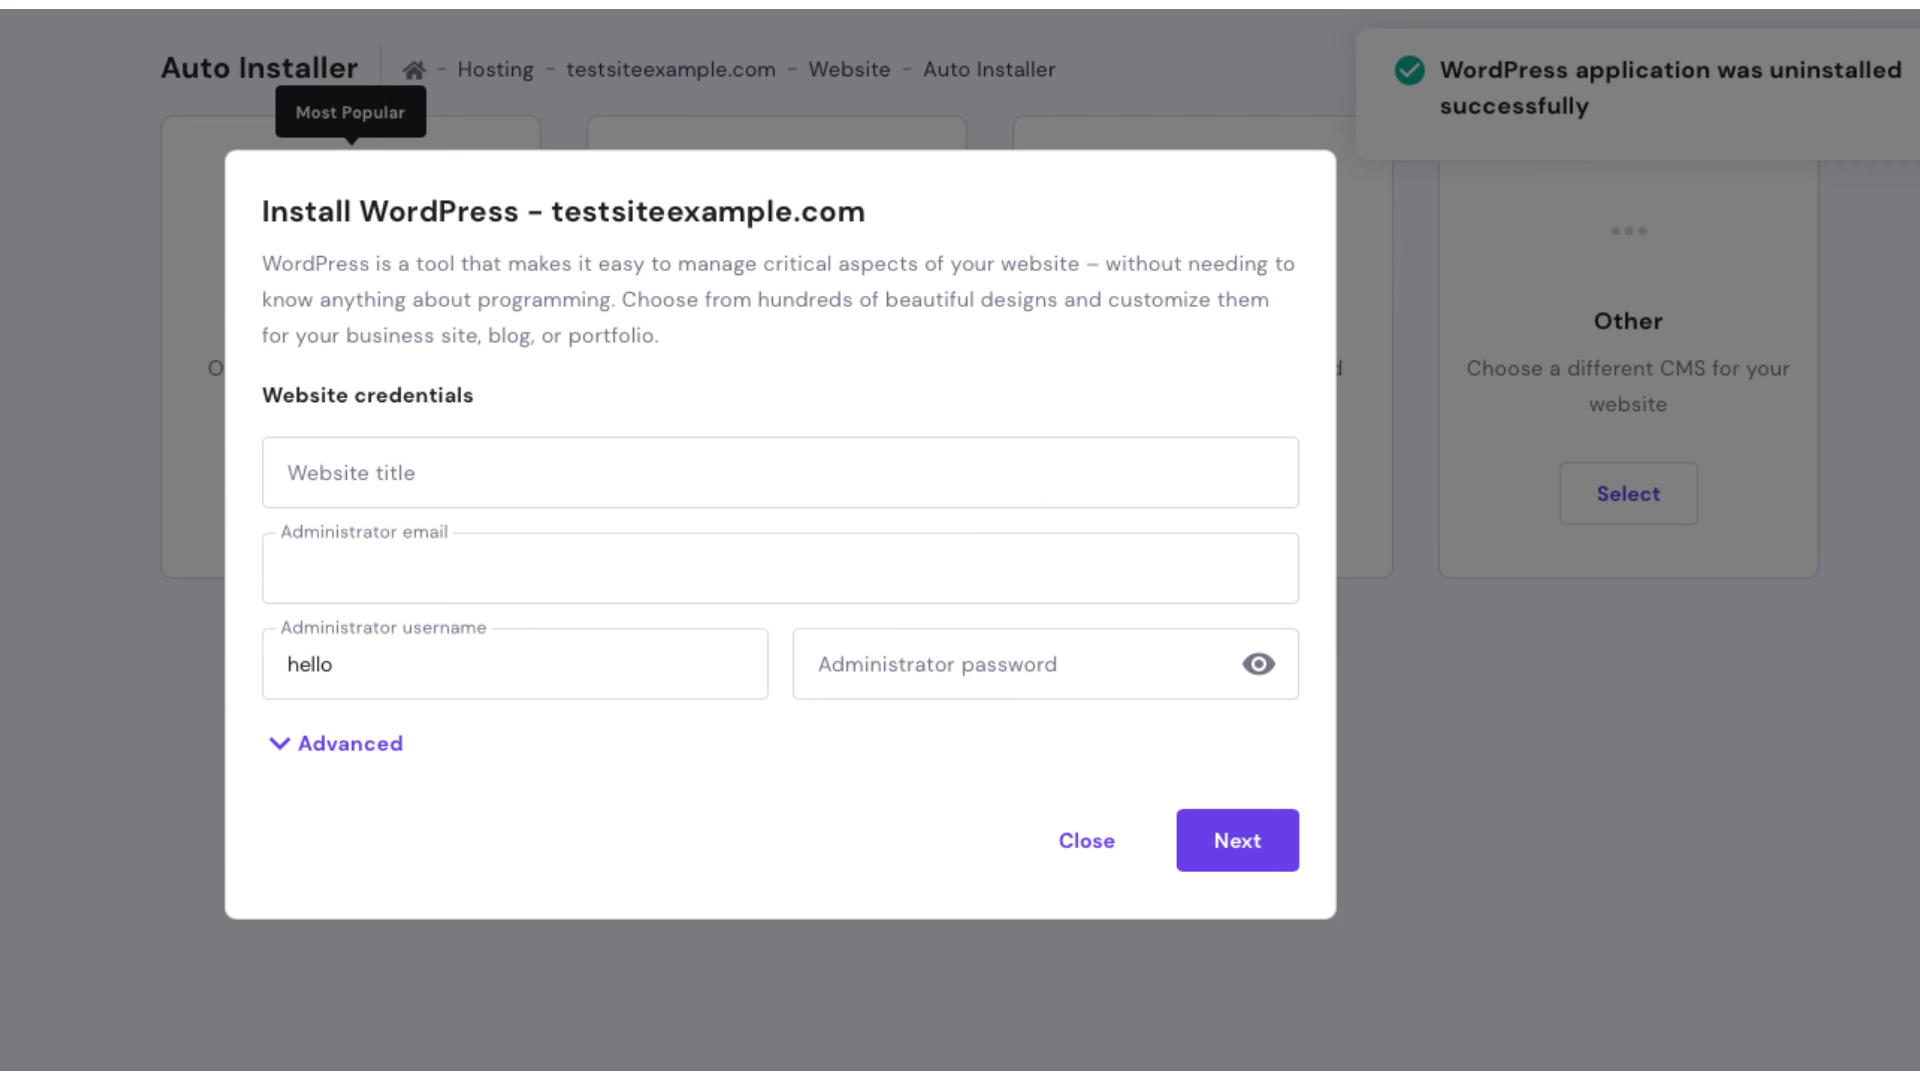 Auto Installer
- Hosting - testsiteexample.com - Website - Auto Installer
WordPress application was uninstalled
successfully
Most Popular
Install WordPress - testsiteexample.com
WordPress is a tool that makes it easy to manage critical aspects of your website – without needing to
know anything about programming. Choose from hundreds of beautiful designs and customize them
for your business site, blog, or portfolio.
Website credentials
Website title
Administrator email
Administrator username
hello
Administrator password
Advanced
Close
Next
Other
Choose a different CMS for your
website
Select